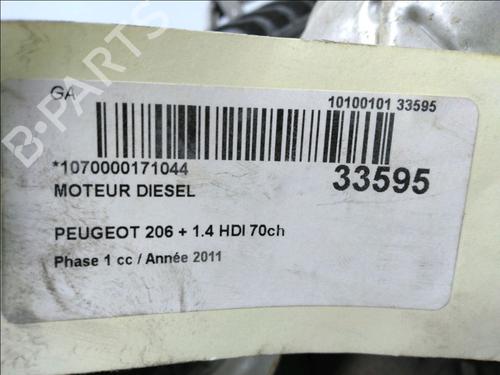 B-PARTS
GA
10100101 33595
*1070000171044
33595
MOTEUR DIESEL
PEUGEOT 206 + 1.4 HDI 70ch
Phase 1 cc / Année 2011